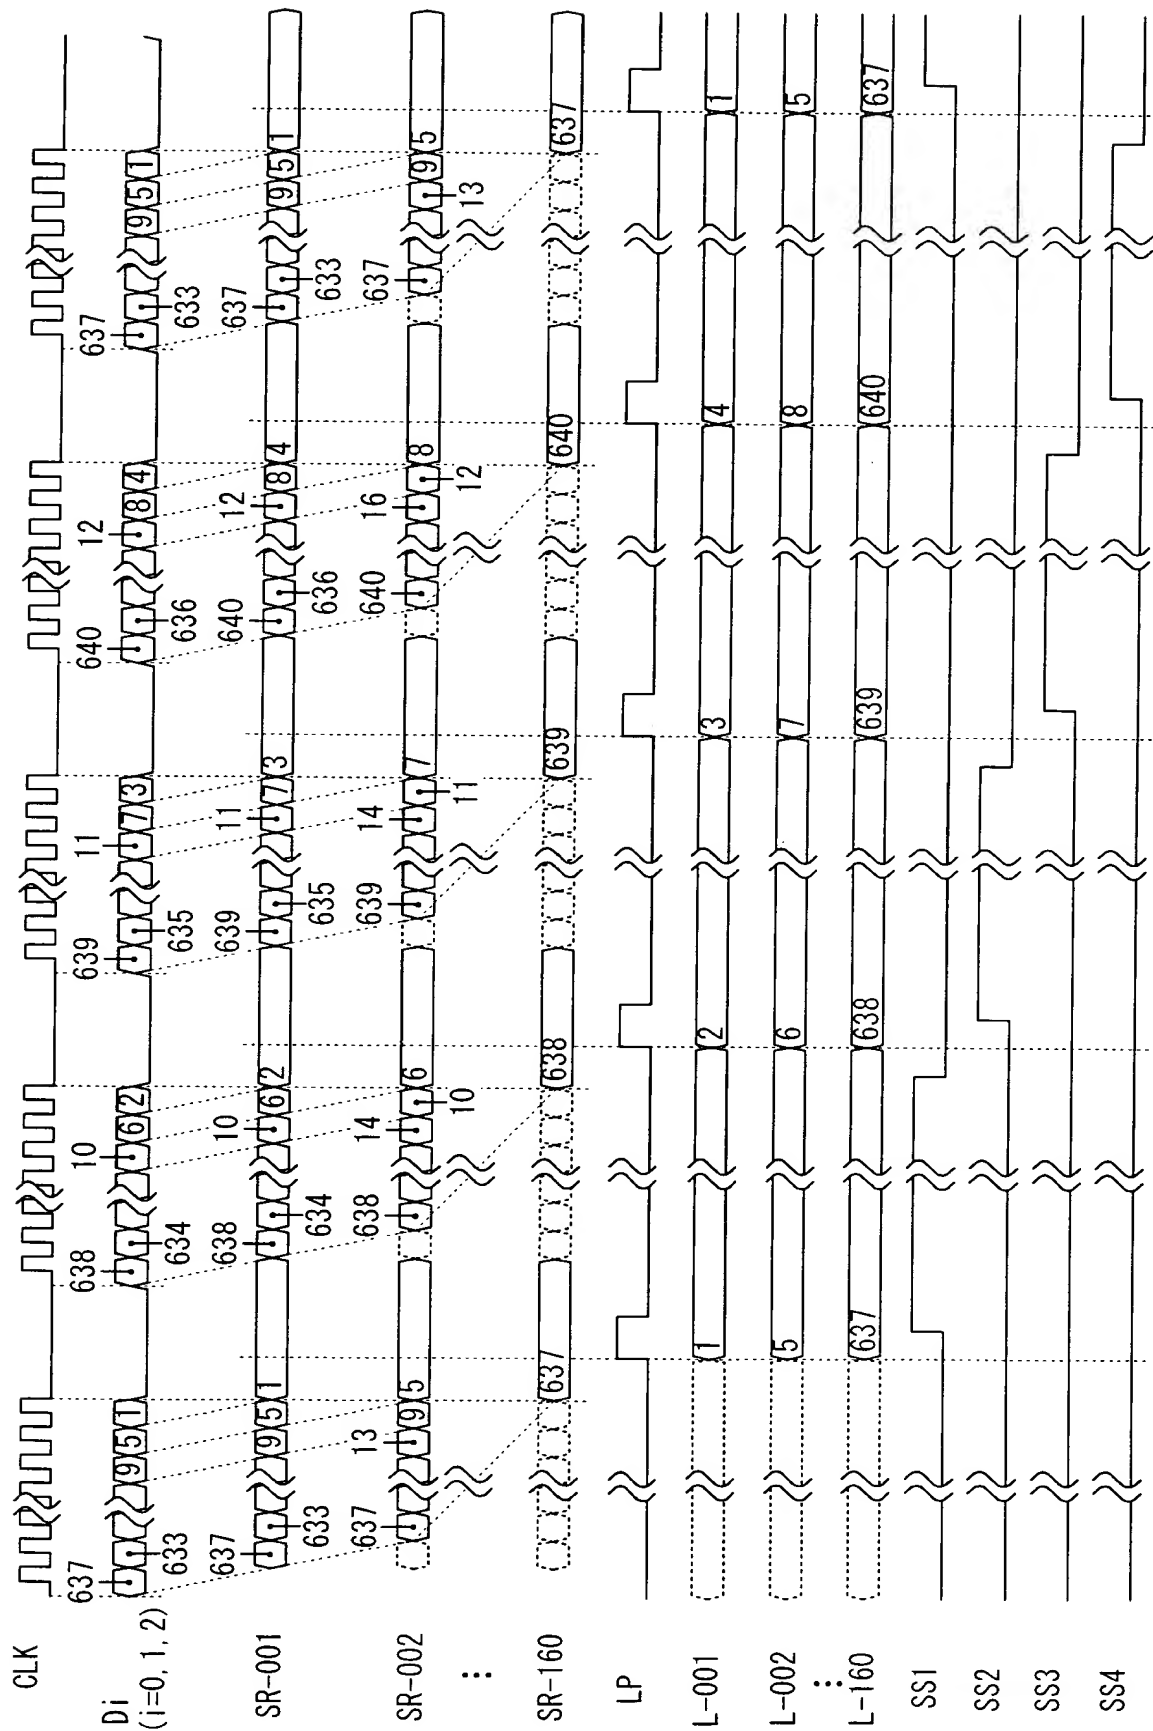 CLK
Di 637 633 9 5 1 638 634 10 6 2 639 635 11 7 3 640 636 12 8 4 637 633 9 5 1
(i=0, 1, 2)
SR-001 637 633 9 5 1 638 634 10 6 2 639 635 11 7 3 640 636 12 8 4 637 633 9 5 1
SR-002 637 13 9 5 638 14 10 6 639 14 11 7 640 16 12 8 637 13 9 5
⋮
SR-160 637 638 639 640 637
LP
L-001 1 2 3 4 1
L-002 5 6 7 8 5
⋮
L-160 637 638 639 640 637
SS1
SS2
SS3
SS4